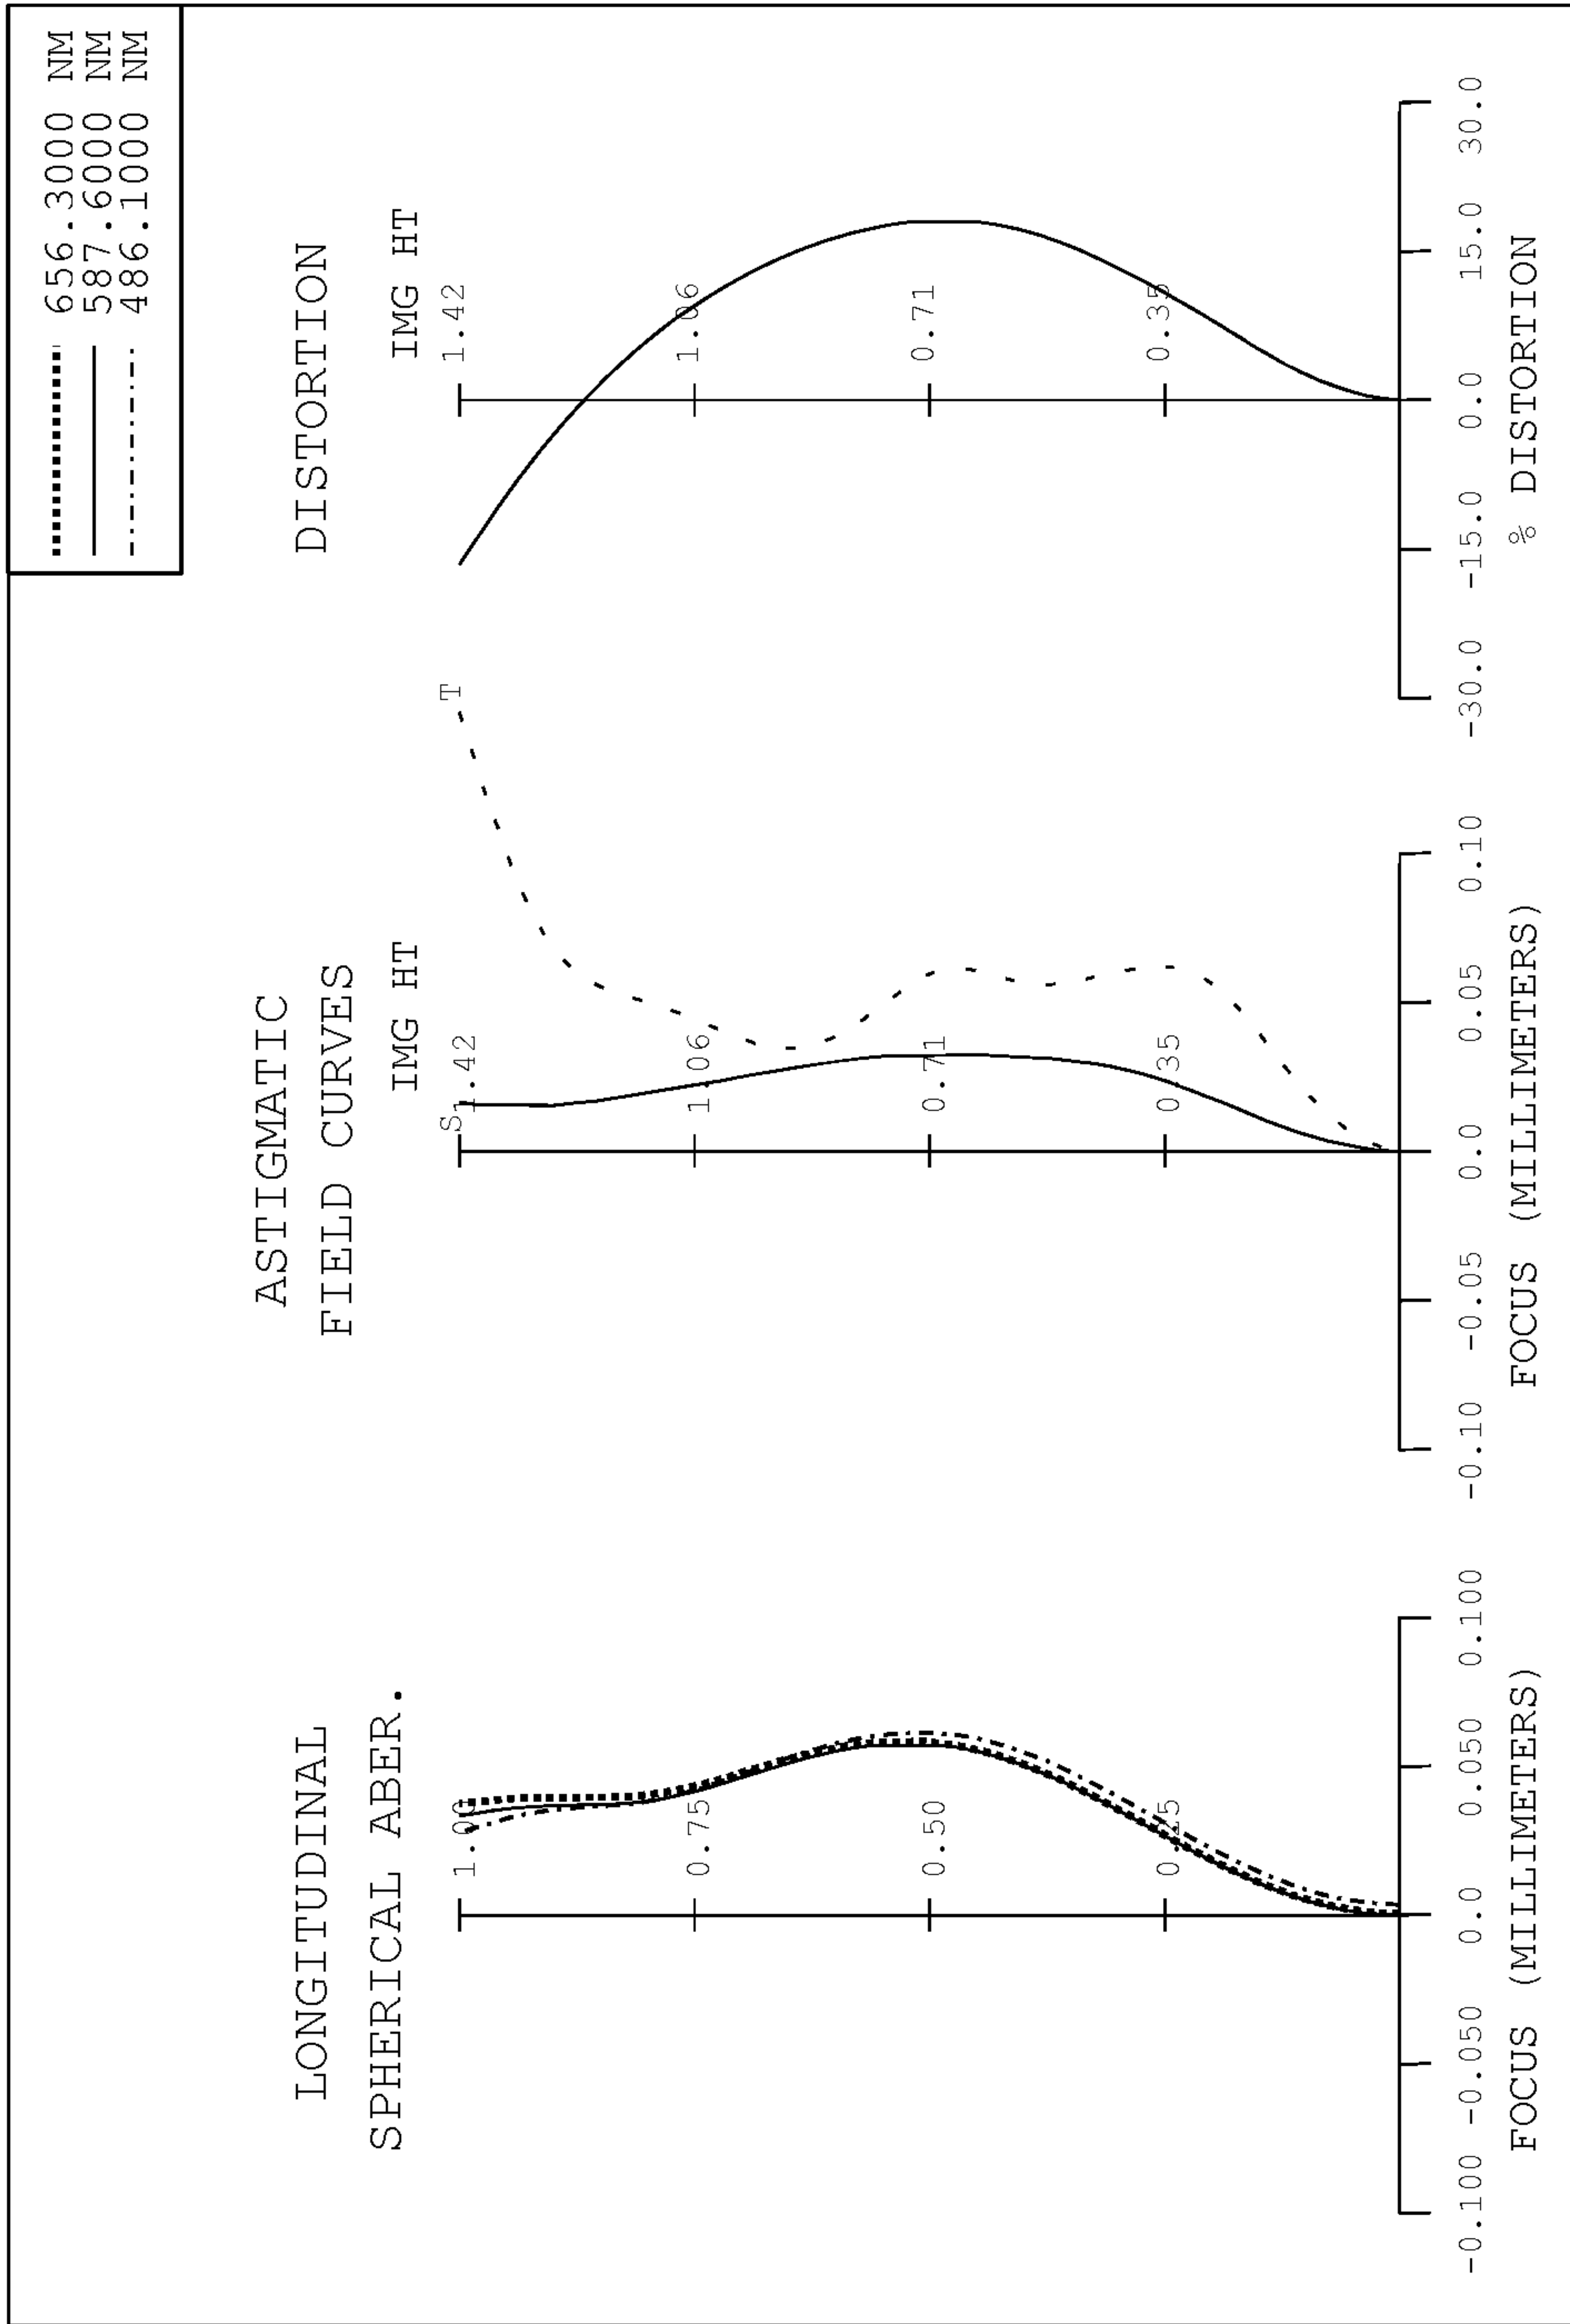 656.3000 NM
587.6000 NM
486.1000 NM
LONGITUDINAL
SPHERICAL ABER.
1.00
0.75
0.50
0.25
-0.100 -0.050 0.0 0.050 0.100
FOCUS (MILLIMETERS)
ASTIGMATIC
FIELD CURVES
IMG HT
S T
1.42
1.06
0.71
0.35
-0.10 -0.05 0.0 0.05 0.10
FOCUS (MILLIMETERS)
DISTORTION
IMG HT
1.42
1.06
0.71
0.35
-30.0 -15.0 0.0 15.0 30.0
% DISTORTION